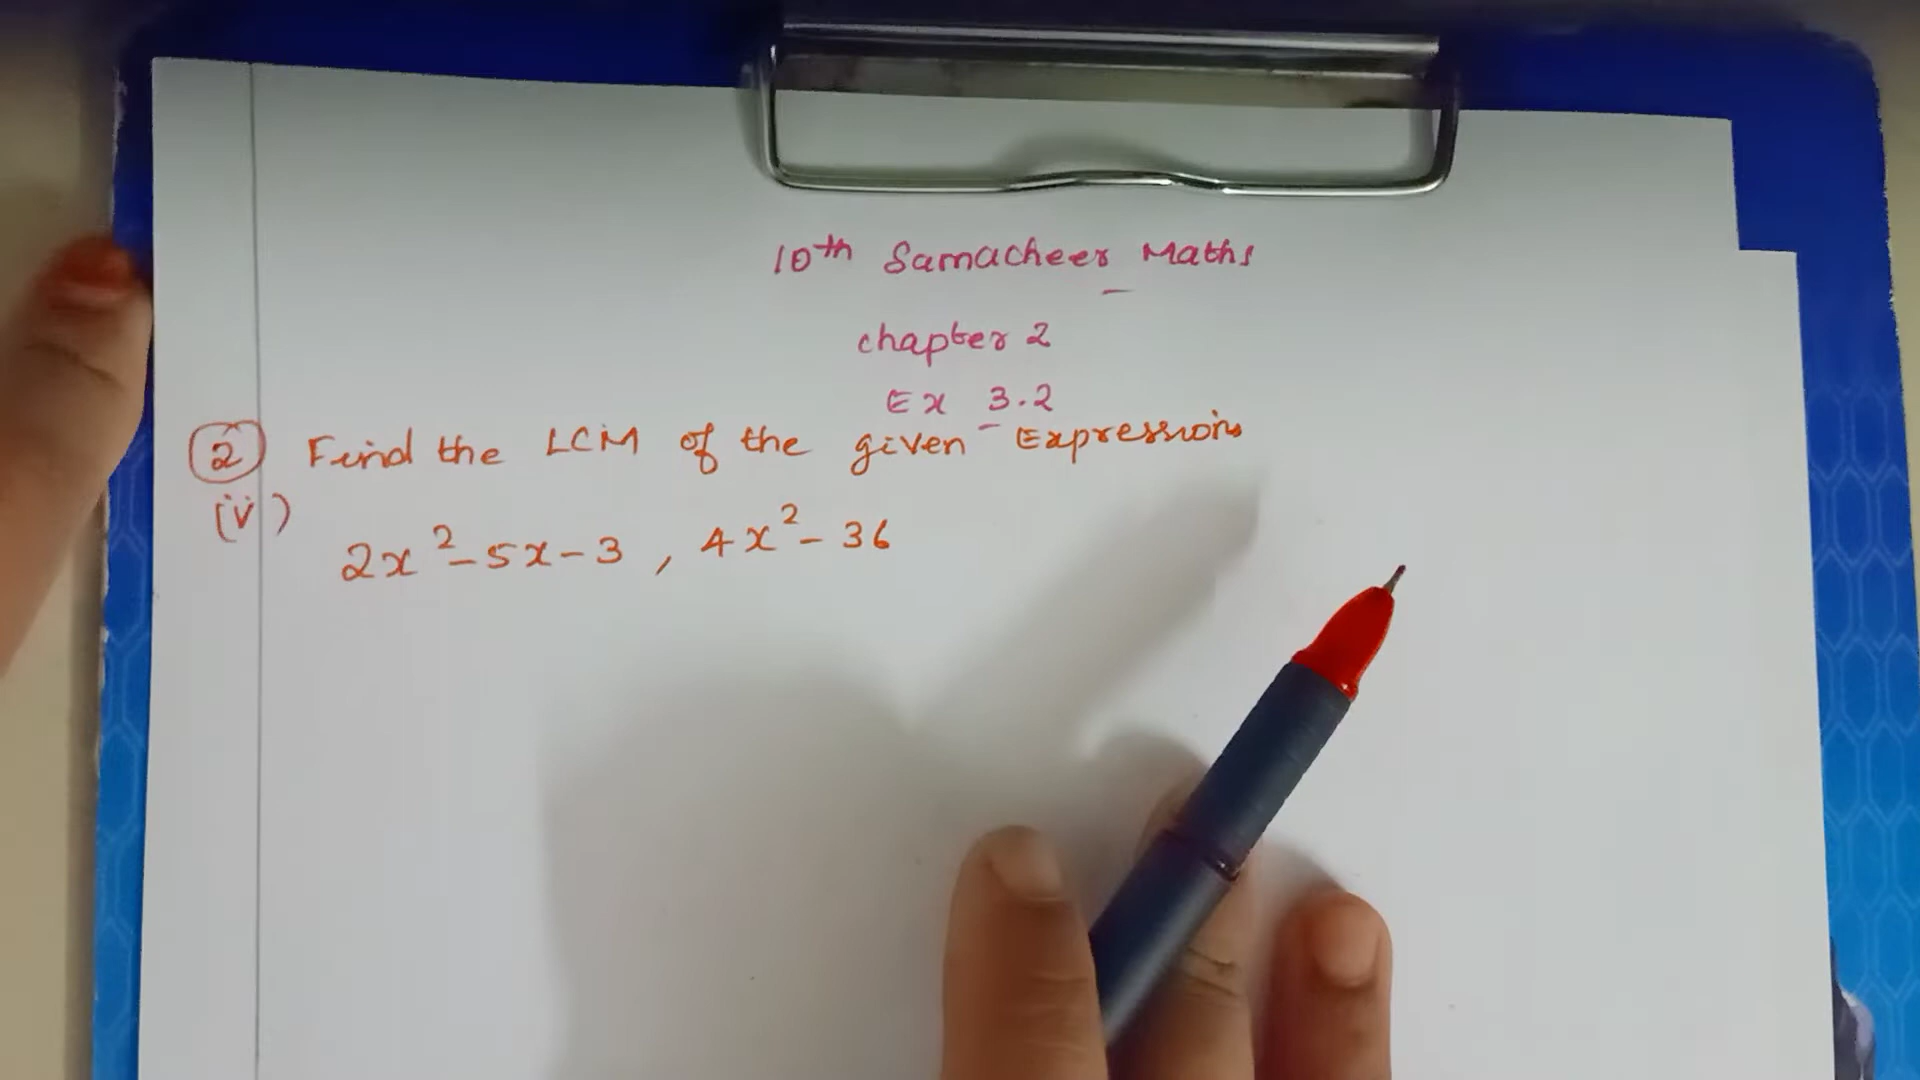 10th Samacheer Maths
chapter 2
Ex 3.2
2 Find the LCM of the given Expressions
(v)
2x²-5x-3 , 4x²-36